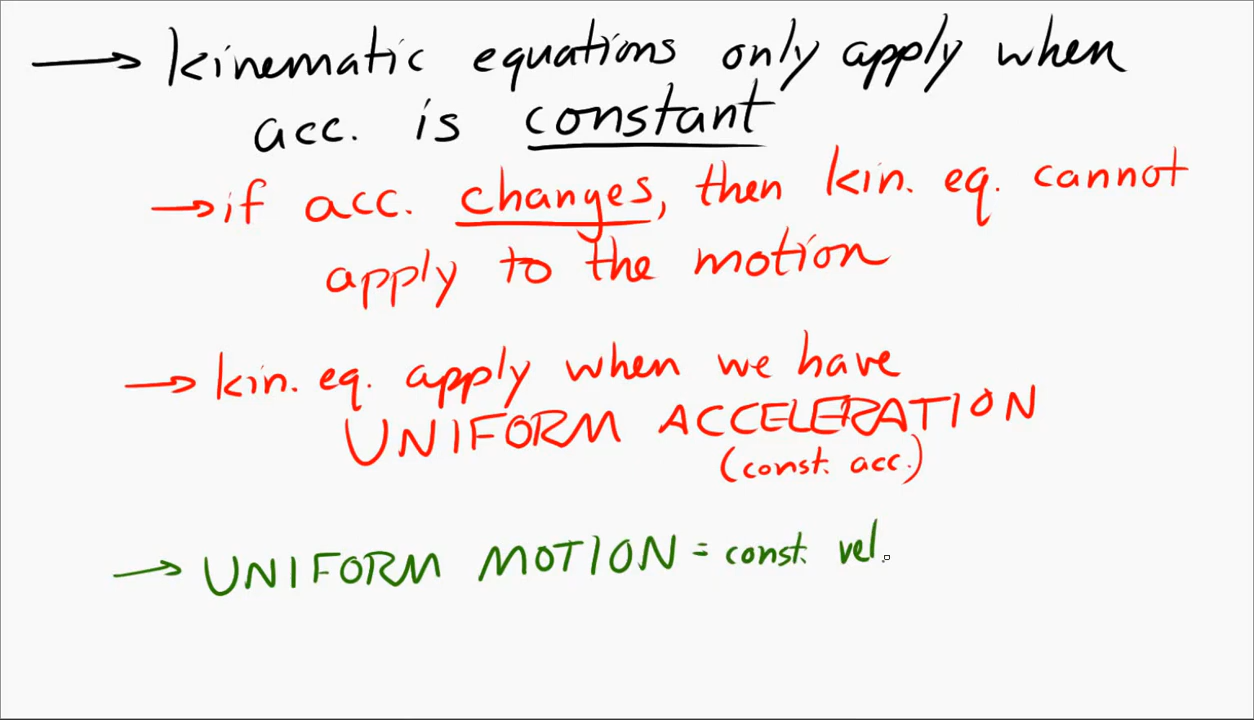 → kinematic equations only apply when
acc. is constant
→ if acc. changes, then kin. eq. cannot
apply to the motion
→ kin. eq. apply when we have
UNIFORM ACCELERATION
(const. acc.)
→ UNIFORM MOTION = const. vel.